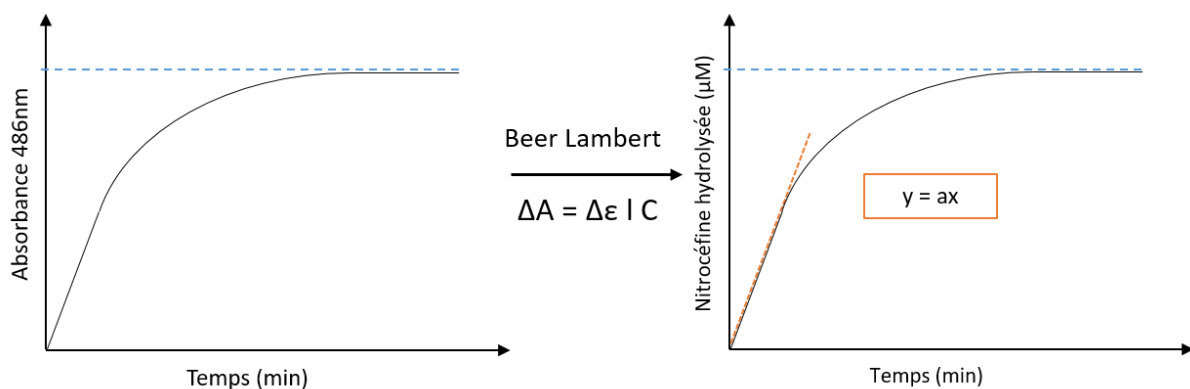 Absorbance 486nm
Temps (min)
Beer Lambert
ΔA = Δε l C
Nitrocéfine hydrolysée (µM)
y = ax
Temps (min)